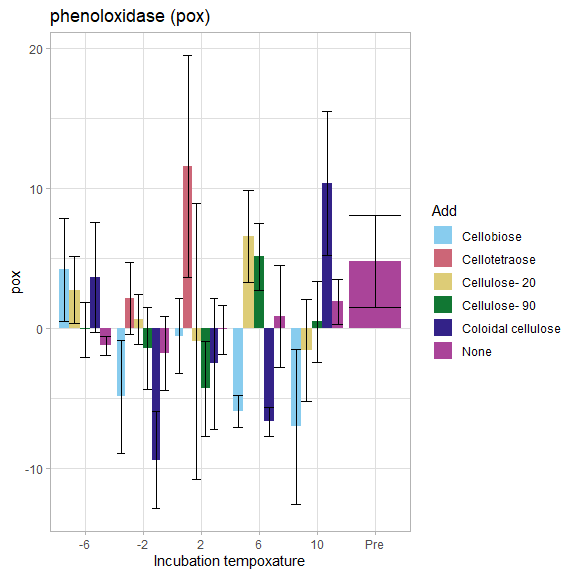 phenoloxidase (pox)
20
10
0
-10
pox
-6
-2
2
6
10
Pre
Incubation tempoxature
Add
Cellobiose
Cellotetraose
Cellulose- 20
Cellulose- 90
Coloidal cellulose
None